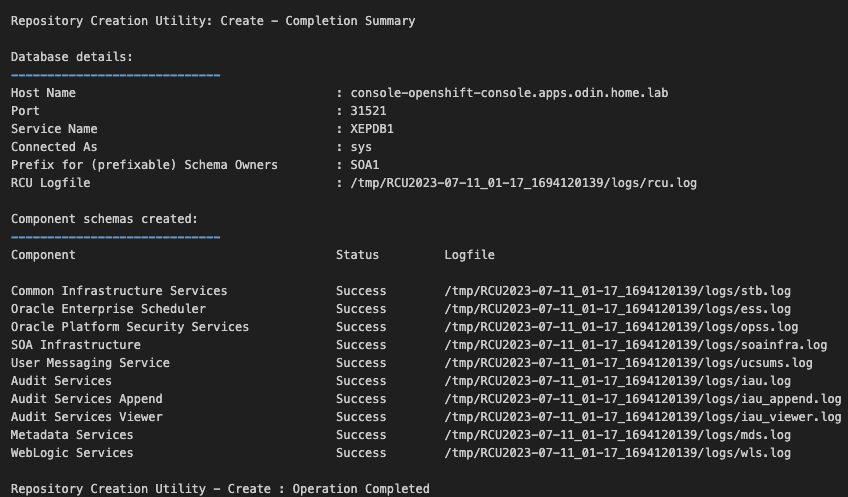 Repository Creation Utility: Create - Completion Summary
Database details:
-----------------------------
Host Name : console-openshift-console.apps.odin.home.lab
Port : 31521
Service Name : XEPDB1
Connected As : sys
Prefix for (prefixable) Schema Owners : SOA1
RCU Logfile : /tmp/RCU2023-07-11_01-17_1694120139/logs/rcu.log
Component schemas created:
-----------------------------
Component Status Logfile
Common Infrastructure Services Success /tmp/RCU2023-07-11_01-17_1694120139/logs/stb.log
Oracle Enterprise Scheduler Success /tmp/RCU2023-07-11_01-17_1694120139/logs/ess.log
Oracle Platform Security Services Success /tmp/RCU2023-07-11_01-17_1694120139/logs/opss.log
SOA Infrastructure Success /tmp/RCU2023-07-11_01-17_1694120139/logs/soainfra.log
User Messaging Service Success /tmp/RCU2023-07-11_01-17_1694120139/logs/ucsums.log
Audit Services Success /tmp/RCU2023-07-11_01-17_1694120139/logs/iau.log
Audit Services Append Success /tmp/RCU2023-07-11_01-17_1694120139/logs/iau_append.log
Audit Services Viewer Success /tmp/RCU2023-07-11_01-17_1694120139/logs/iau_viewer.log
Metadata Services Success /tmp/RCU2023-07-11_01-17_1694120139/logs/mds.log
WebLogic Services Success /tmp/RCU2023-07-11_01-17_1694120139/logs/wls.log
Repository Creation Utility - Create : Operation Completed